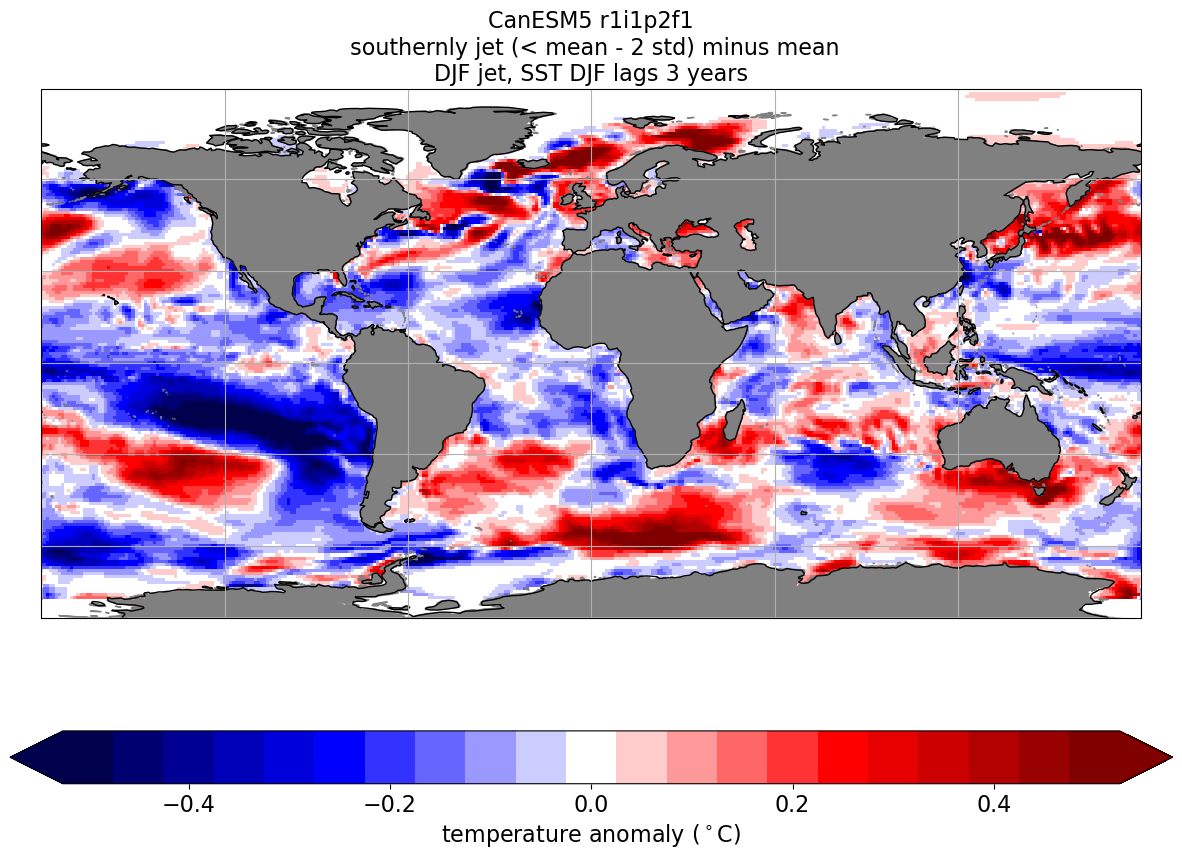 CanESM5 r1i1p2f1
southernly jet (< mean - 2 std) minus mean
DJF jet, SST DJF lags 3 years
−0.4 −0.2 0.0 0.2 0.4
temperature anomaly (°C)